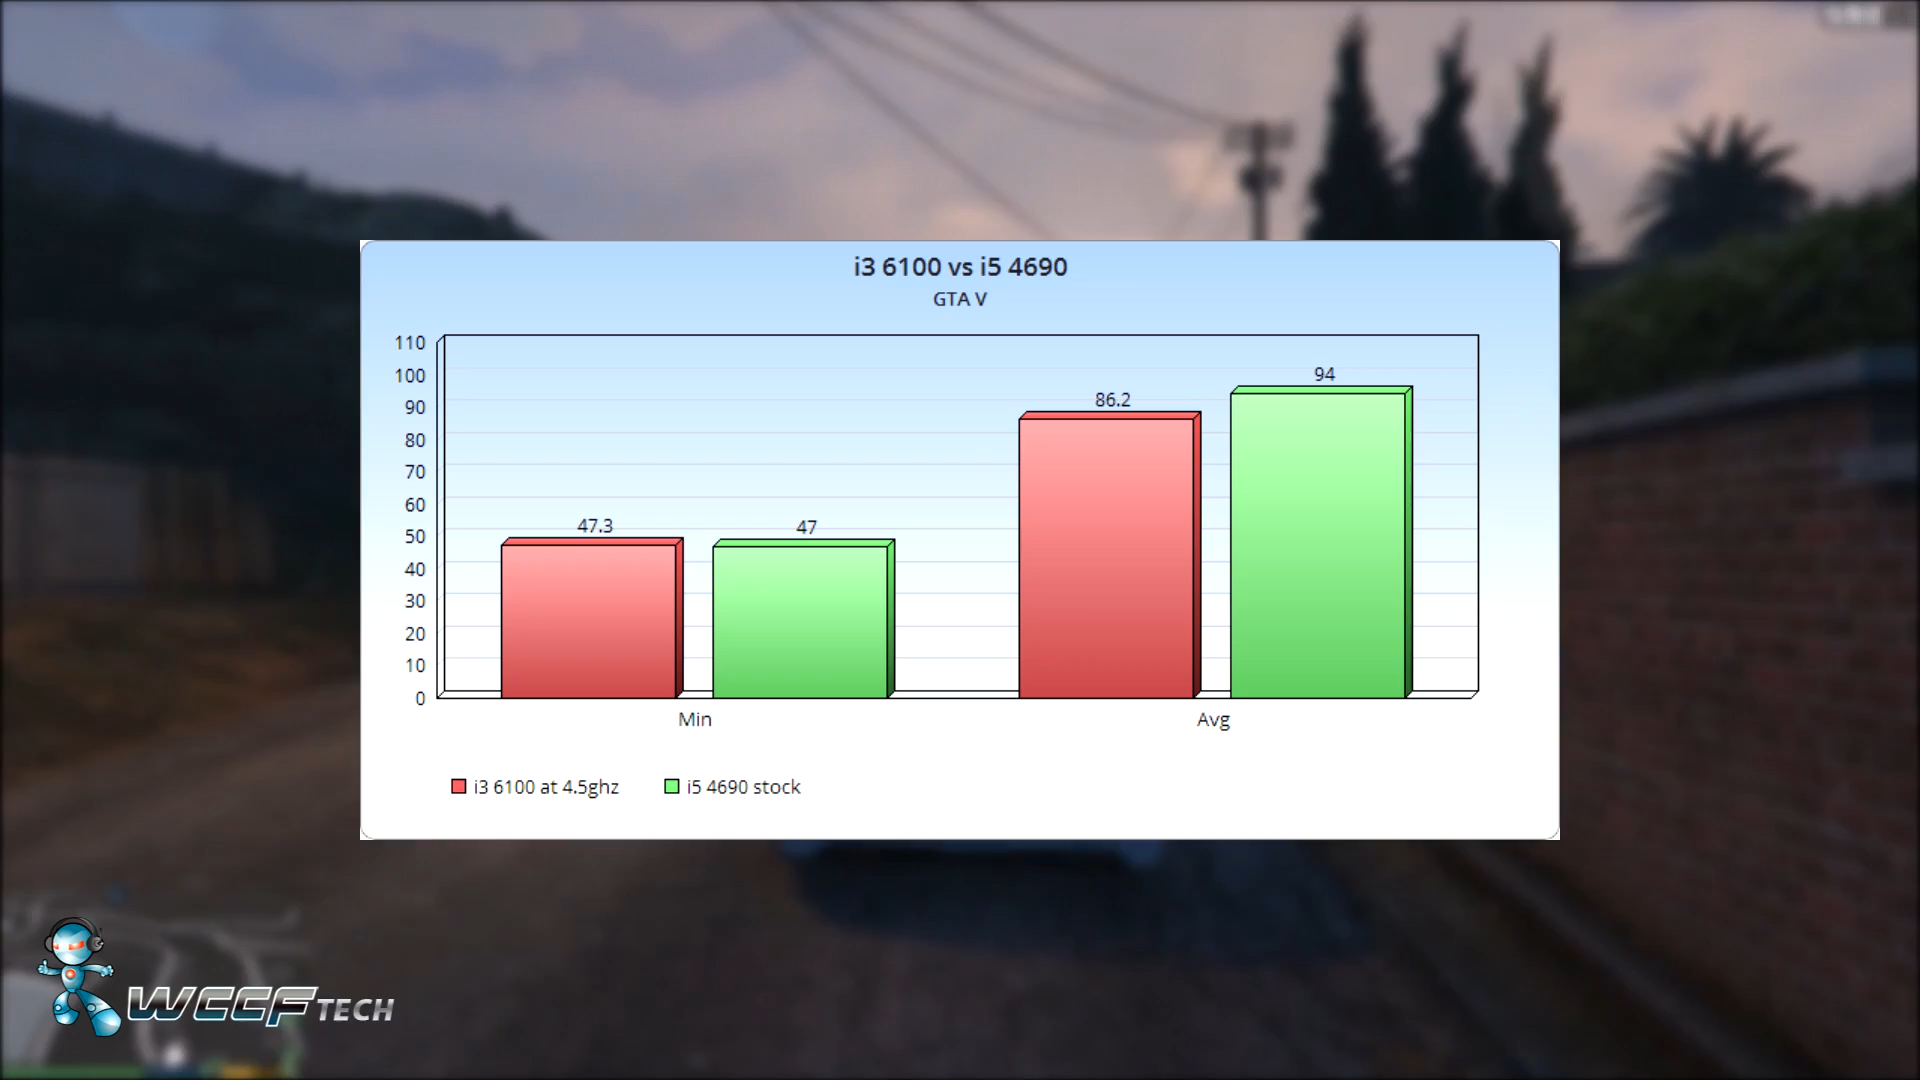 i3 6100 vs i5 4690
GTA V
110
100
90
80
70
60
50
40
30
20
10
0
47.3
47
86.2
94
Min
Avg
i3 6100 at 4.5ghz
i5 4690 stock
WCCFTECH